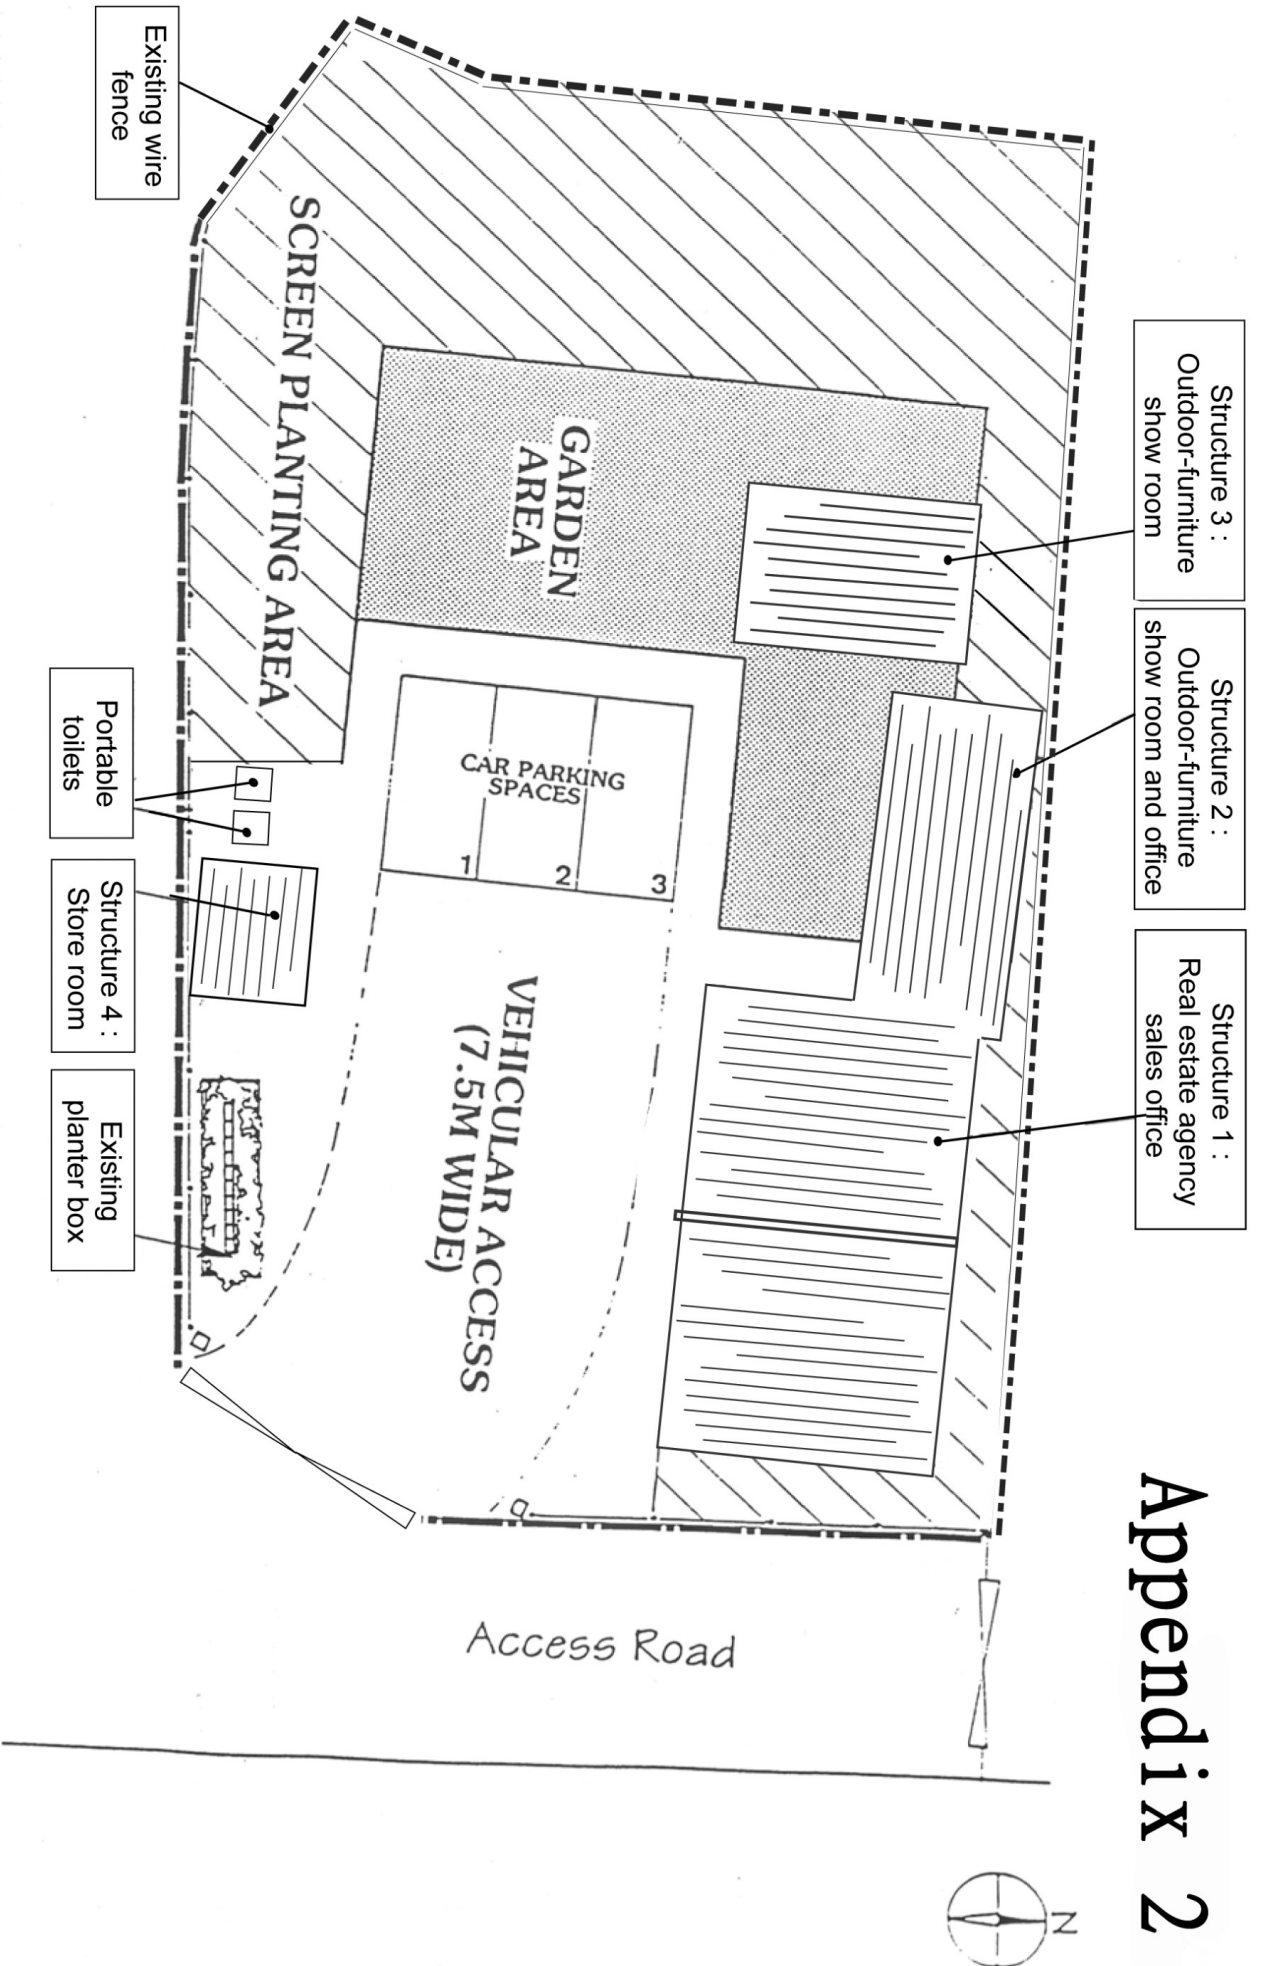 Appendix 2
Structure 3 :
Outdoor-furniture
show room
Structure 2 :
Outdoor-furniture
show room and office
Structure 1 :
Real estate agency
sales office
N
GARDEN
AREA
CAR PARKING
SPACES
1
2
3
VEHICULAR ACCESS
(7.5M WIDE)
Access Road
SCREEN PLANTING AREA
Existing wire
fence
Portable
toilets
Structure 4 :
Store room
Existing
planter box